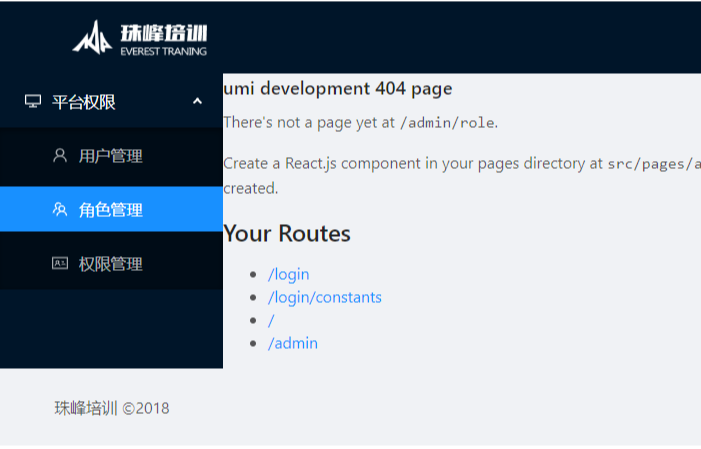 珠峰培训
EVEREST TRANING
平台权限
用户管理
角色管理
权限管理
umi development 404 page
There's not a page yet at /admin/role.
Create a React.js component in your pages directory at src/pages/a
created.
Your Routes
/login
/login/constants
/
/admin
珠峰培训 ©2018